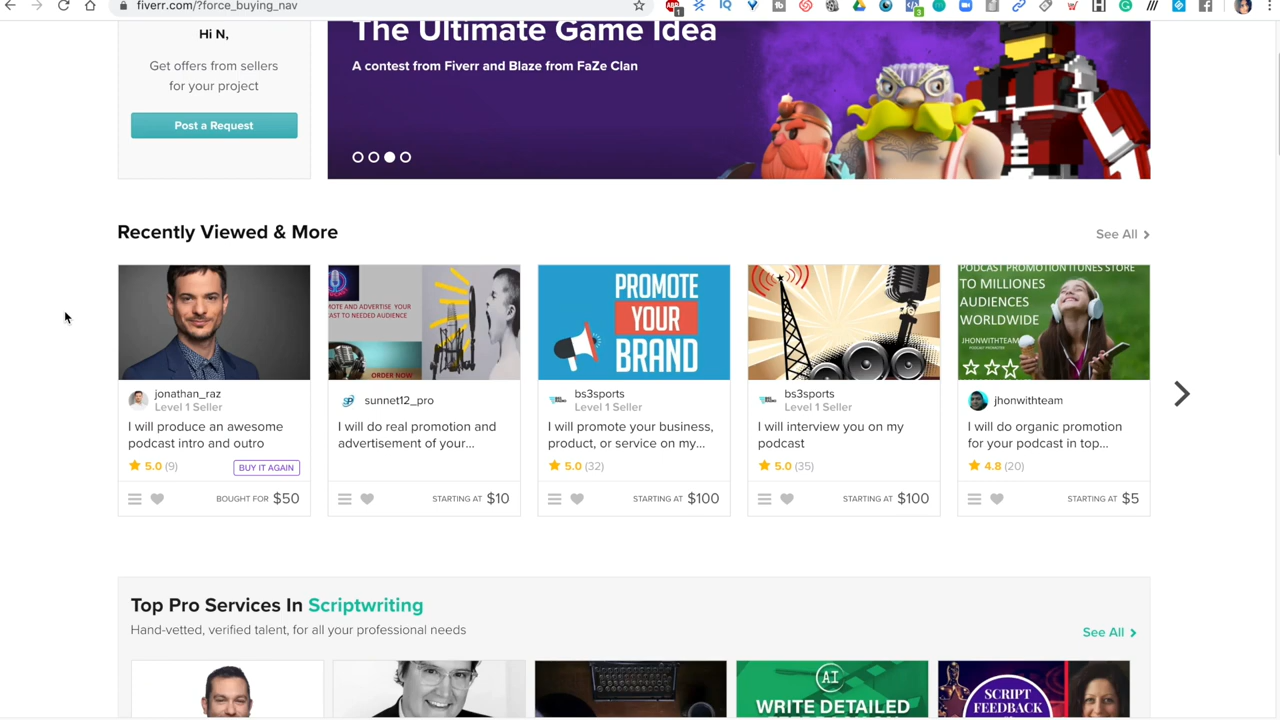 fiverr.com/?force_buying_nav
Hi N,
Get offers from sellers
for your project
Post a Request
The Ultimate Game Idea
A contest from Fiverr and Blaze from FaZe Clan
Recently Viewed & More
See All
jonathan_raz
Level 1 Seller
I will produce an awesome
podcast intro and outro
5.0 (9)
BUY IT AGAIN
BOUGHT FOR $50
MOTE AND ADVERTISE YOUR
CAST TO NEEDED AUDIENCE
ORDER NOW
sunnet12_pro
I will do real promotion and
advertisement of your...
STARTING AT $10
PROMOTE
YOUR
BRAND
bs3sports
Level 1 Seller
I will promote your business,
product, or service on my...
5.0 (32)
STARTING AT $100
bs3sports
Level 1 Seller
I will interview you on my
podcast
5.0 (35)
STARTING AT $100
PODCAST PROMOTION ITUNES STORE
TO MILLIONES
AUDIENCES
WORLDWIDE
JHONWITHTEAM
PODCAST PROMOTER
jhonwithteam
I will do organic promotion
for your podcast in top...
4.8 (20)
STARTING AT $5
Top Pro Services In Scriptwriting
Hand-vetted, verified talent, for all your professional needs
See All
AI
WRITE DETAILED
SCRIPT
FEEDBACK